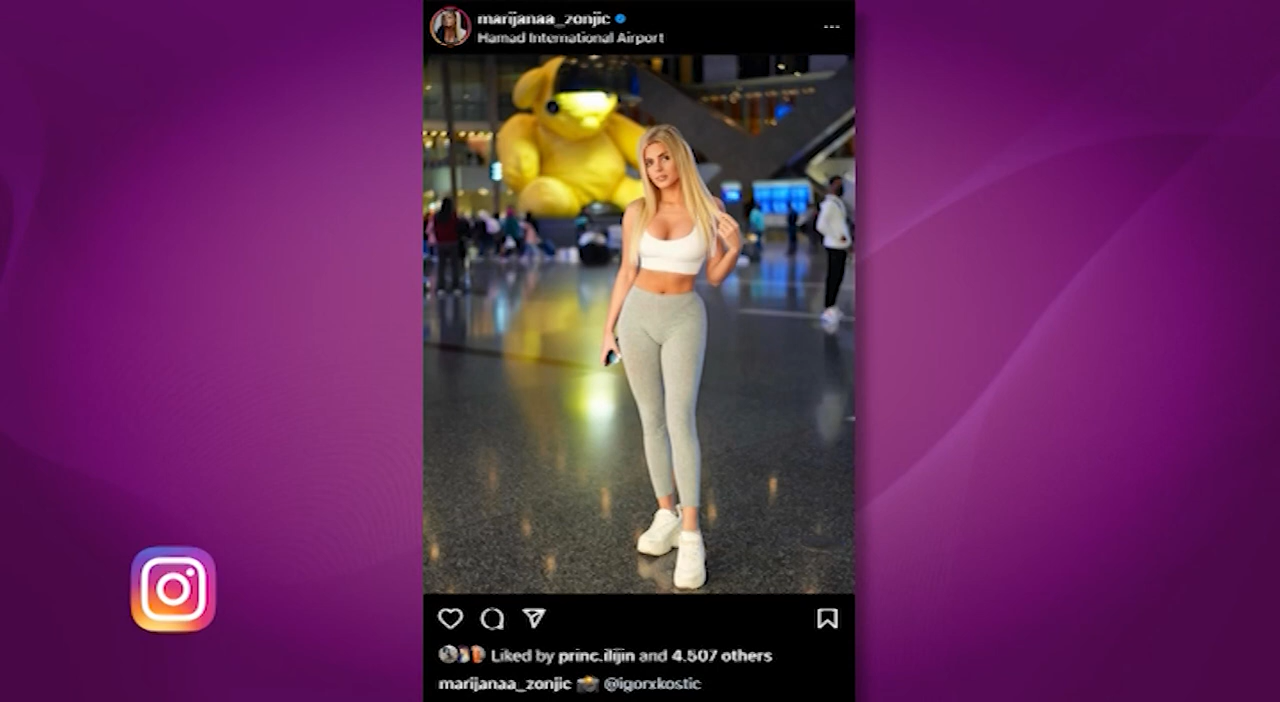 marijanaa_zonjic
Hamad International Airport
Liked by princ.ilijin and 4.507 others
marijanaa_zonjic 📸 @igorxkostic